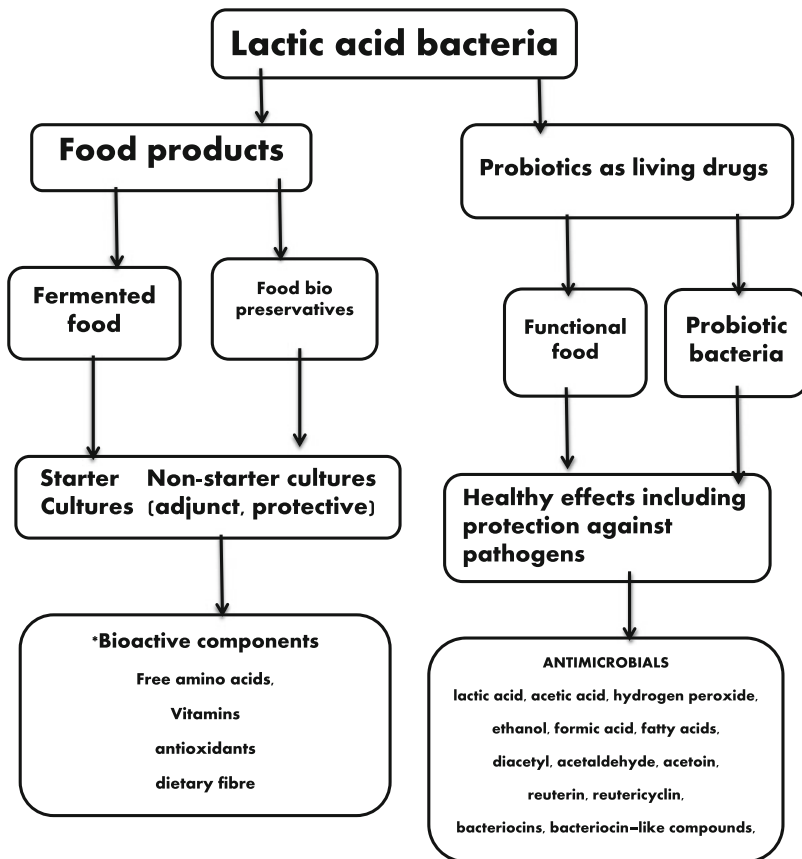 Lactic acid bacteria
Food products
Probiotics as living drugs
Fermented
food
Food bio
preservatives
Functional
food
Probiotic
bacteria
Starter Non-starter cultures
Cultures (adjunct, protective)
Healthy effects including
protection against
pathogens
*Bioactive components
Free amino acids,
Vitamins
antioxidants
dietary fibre
ANTIMICROBIALS
lactic acid, acetic acid, hydrogen peroxide,
ethanol, formic acid, fatty acids,
diacetyl, acetaldehyde, acetoin,
reuterin, reutericyclin,
bacteriocins, bacteriocin-like compounds,